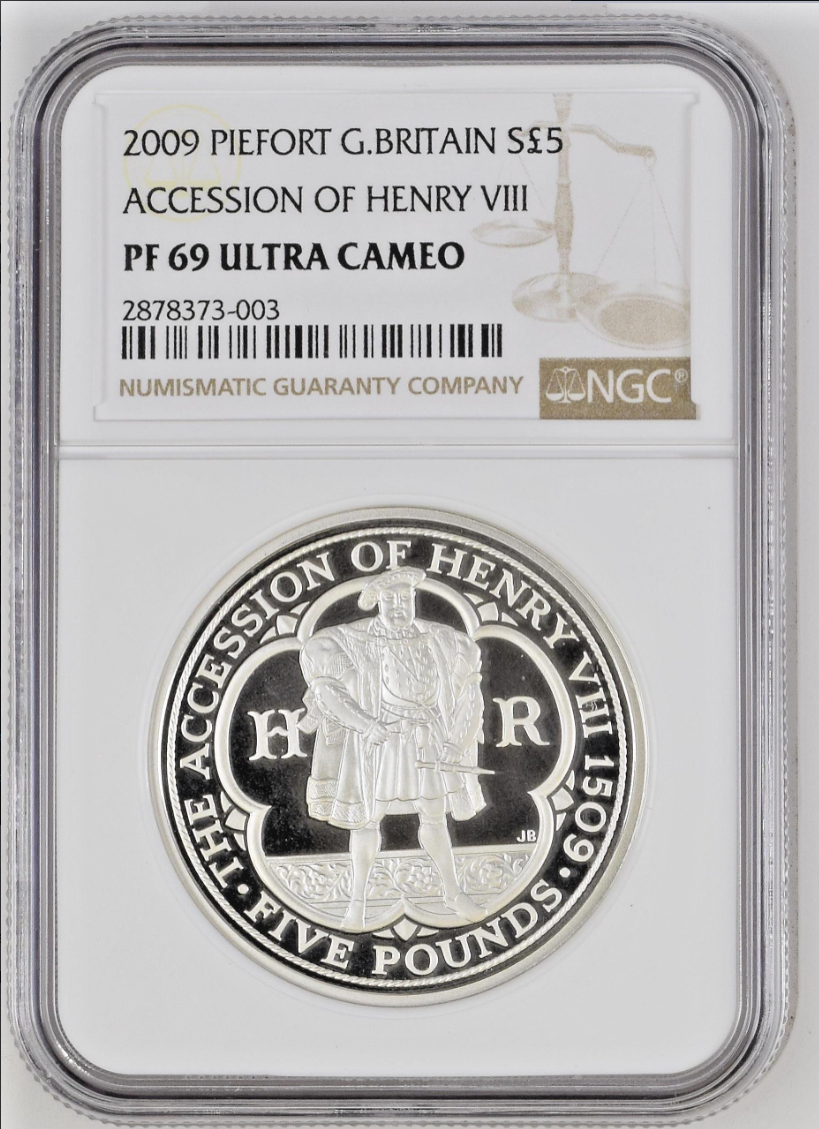 2009 PIEFORT G.BRITAIN S£5
ACCESSION OF HENRY VIII
PF 69 ULTRA CAMEO
2878373-003
NUMISMATIC GUARANTY COMPANY
NGC®
THE ACCESSION OF HENRY VIII 1509
H R
JB
· FIVE POUNDS ·